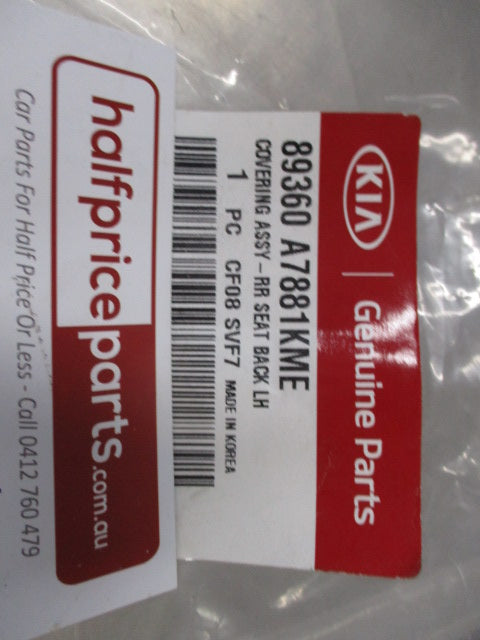 KIA Genuine Parts
89360 A7881KME
COVERING ASSY-RR SEAT BACK LH
1 PC CF08 SVF7 MADE IN KOREA
halfpriceparts.com.au
Car Parts For Half Price Or Less - Call 0412 760 479